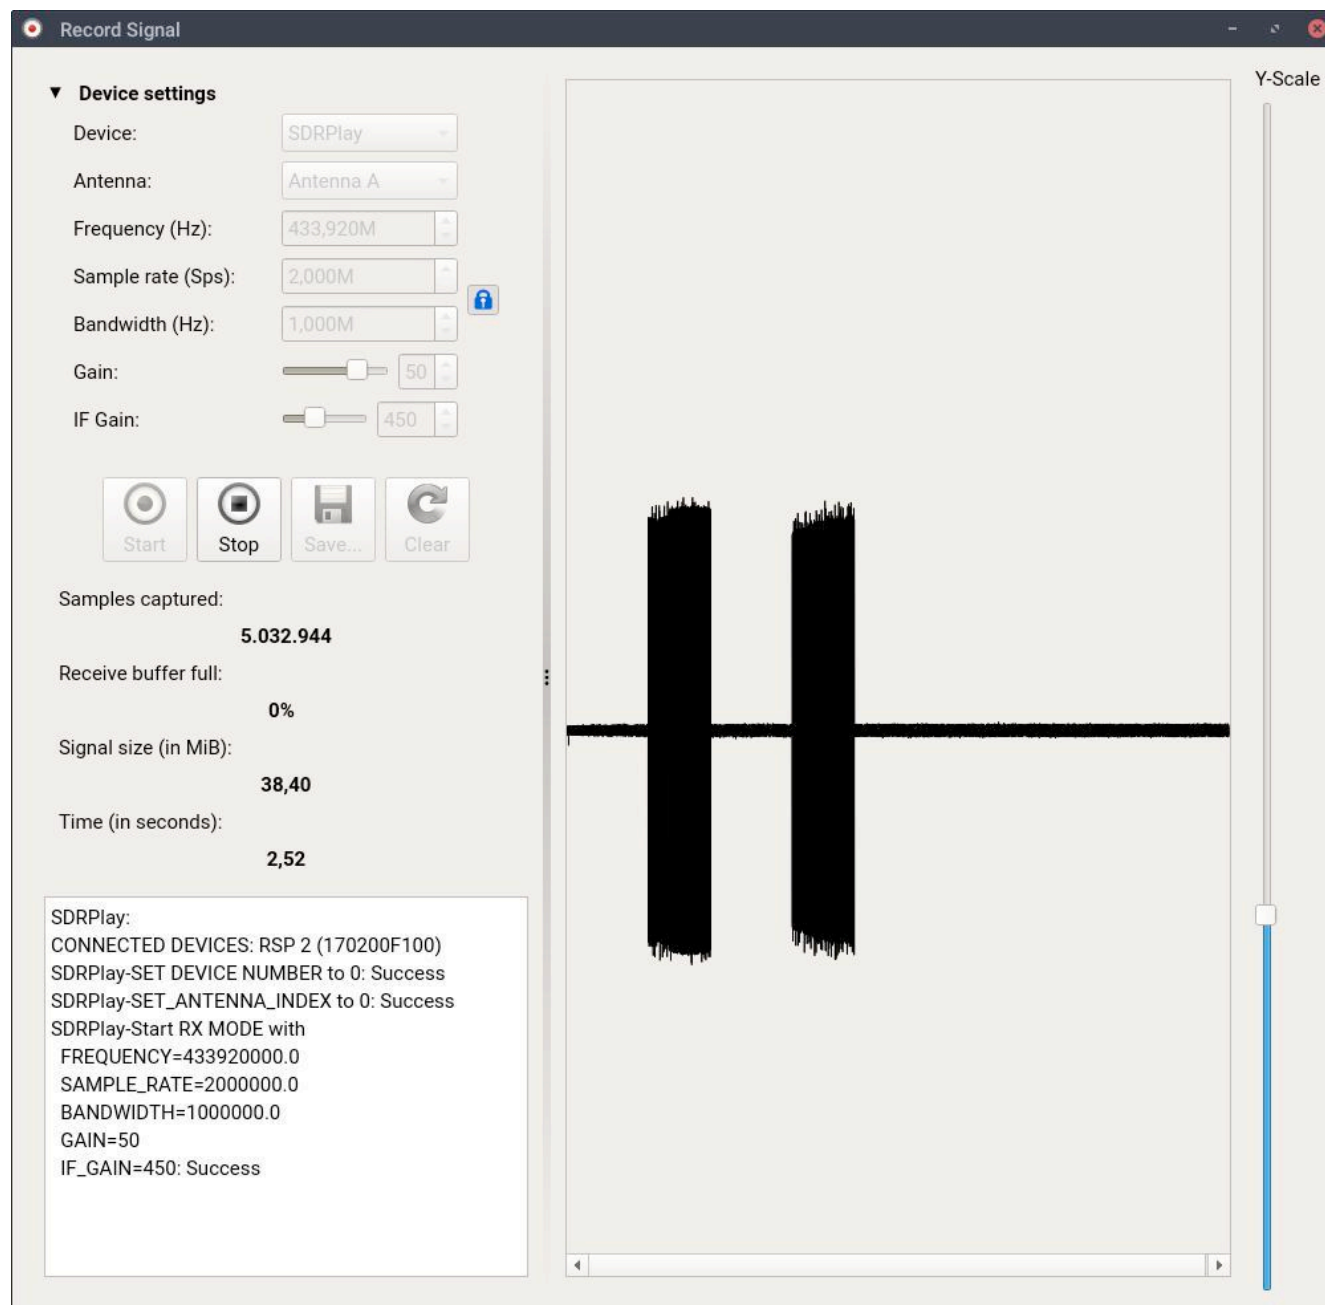 Record Signal
Device settings
Device: SDRPlay
Antenna: Antenna A
Frequency (Hz): 433,920M
Sample rate (Sps): 2,000M
Bandwidth (Hz): 1,000M
Gain: 50
IF Gain: 450
Start Stop Save... Clear
Samples captured:
5.032.944
Receive buffer full:
0%
Signal size (in MiB):
38,40
Time (in seconds):
2,52
SDRPlay:
CONNECTED DEVICES: RSP 2 (170200F100)
SDRPlay-SET DEVICE NUMBER to 0: Success
SDRPlay-SET_ANTENNA_INDEX to 0: Success
SDRPlay-Start RX MODE with
FREQUENCY=433920000.0
SAMPLE_RATE=2000000.0
BANDWIDTH=1000000.0
GAIN=50
IF_GAIN=450: Success
Y-Scale